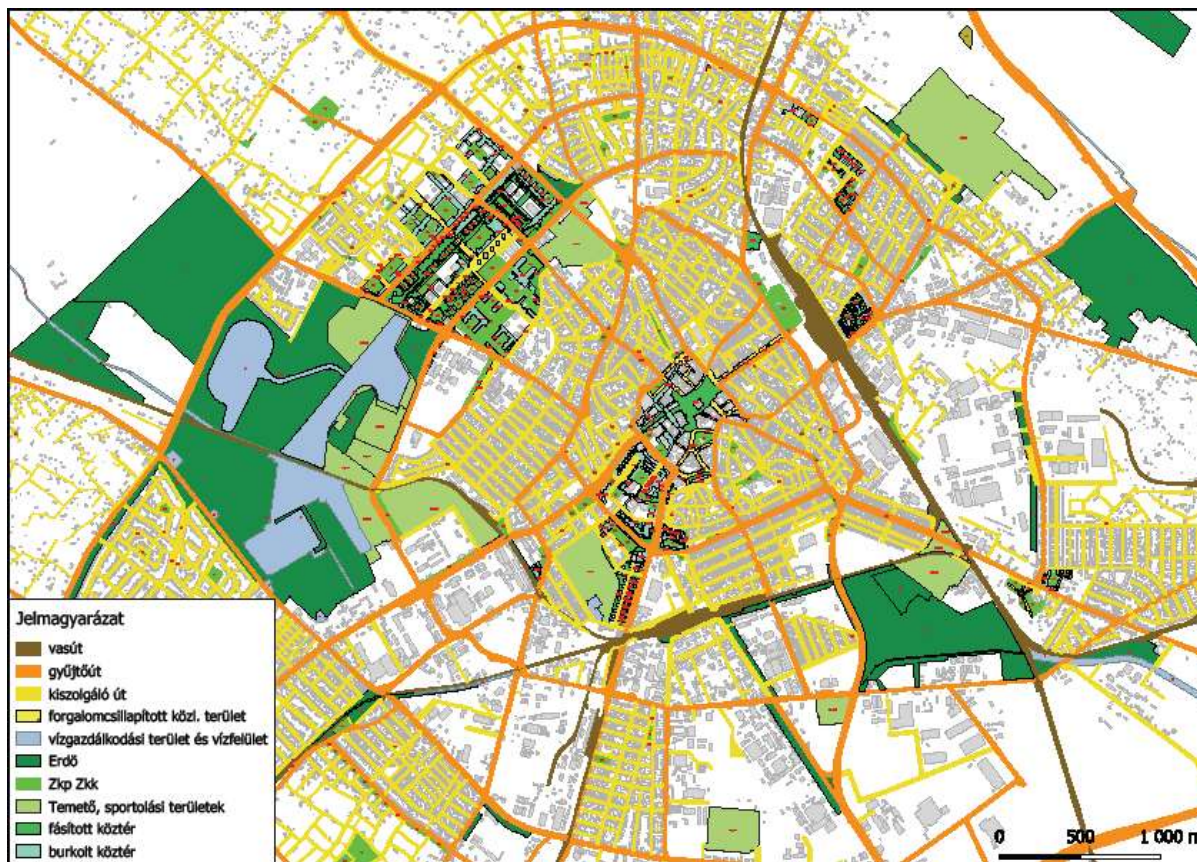 Jelmagyarázat
vasút
gyűjtőút
kiszolgáló út
forgalomcsillapított közl. terület
vízgazdálkodási terület és vízfelület
Erdő
Zkp Zkk
Temető, sportolási területek
fásított köztér
burkolt köztér
0 500 1 000 m